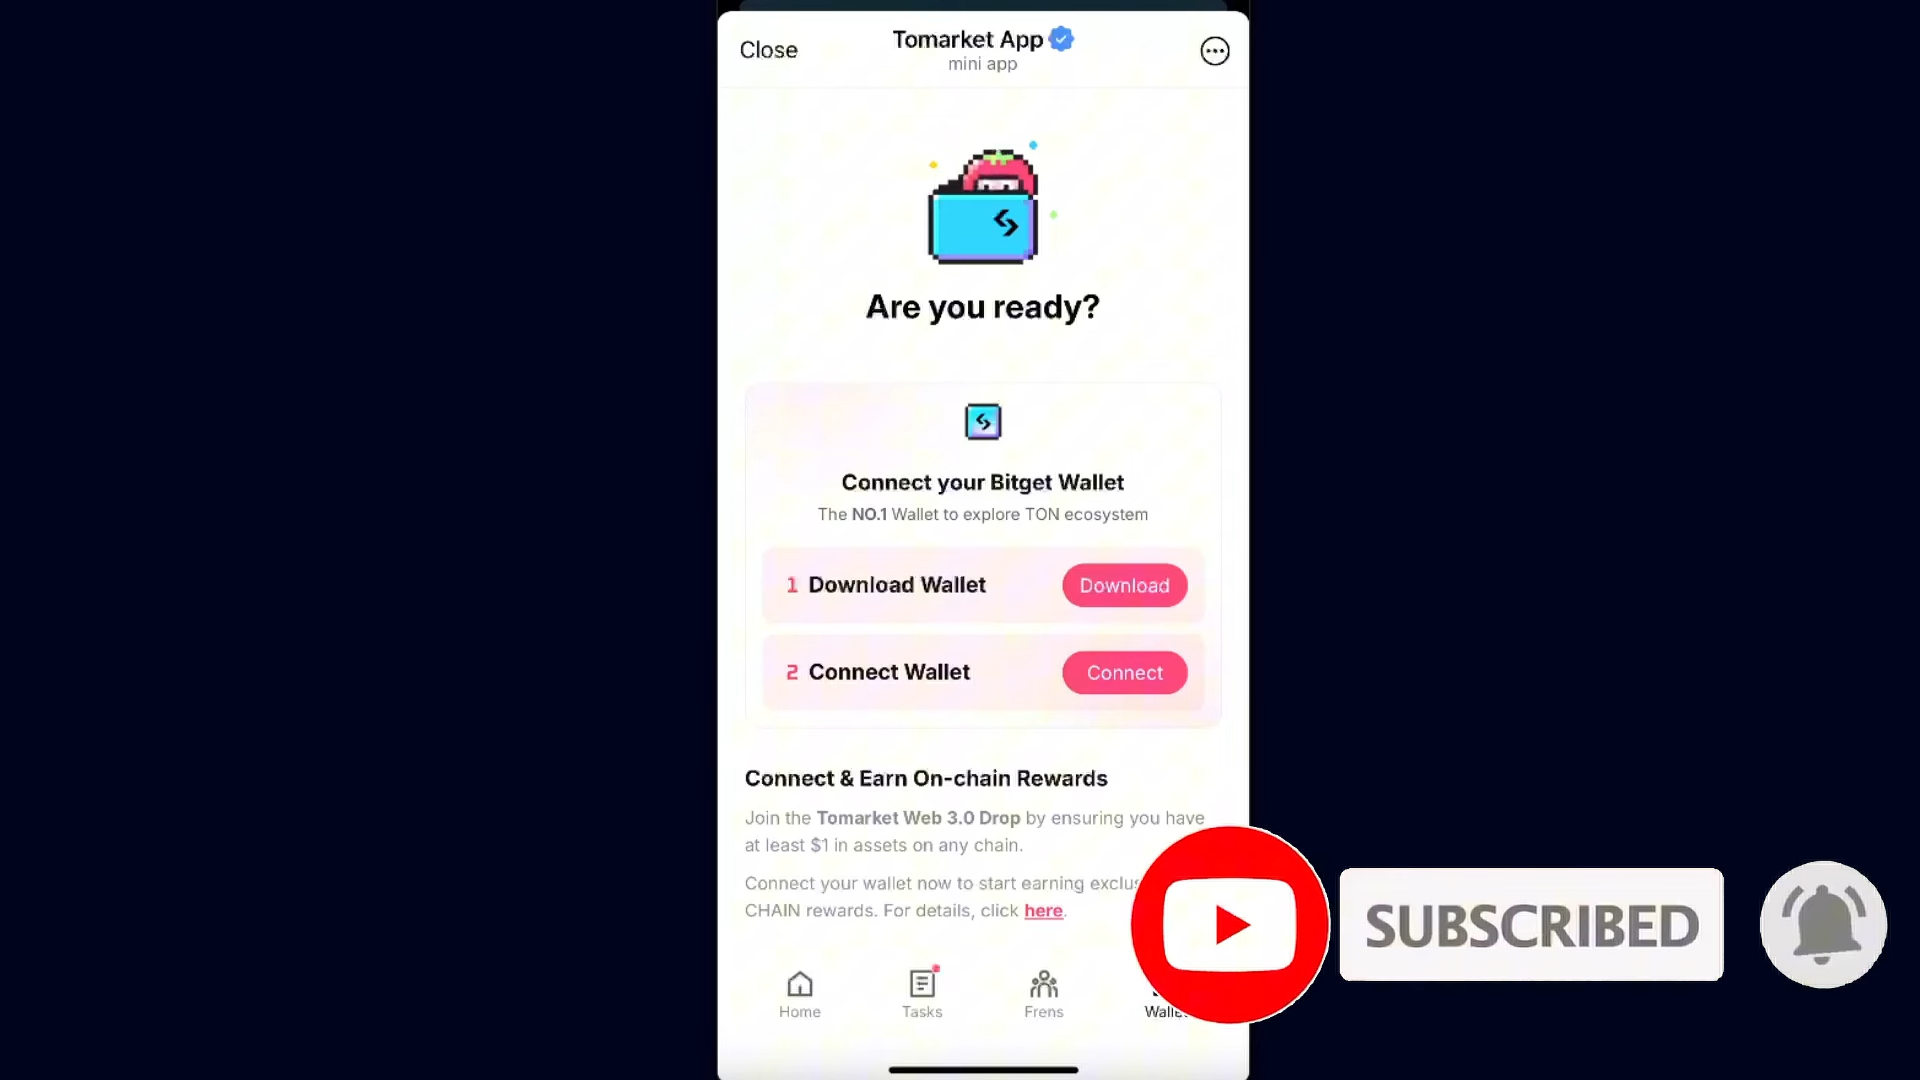 Close
Tomarket App
mini app
Are you ready?
Connect your Bitget Wallet
The NO.1 Wallet to explore TON ecosystem
1 Download Wallet
Download
2 Connect Wallet
Connect
Connect & Earn On-chain Rewards
Join the Tomarket Web 3.0 Drop by ensuring you have
at least $1 in assets on any chain.
Connect your wallet now to start earning
CHAIN rewards. For details, click here.
SUBSCRIBED
Home
Tasks
Frens